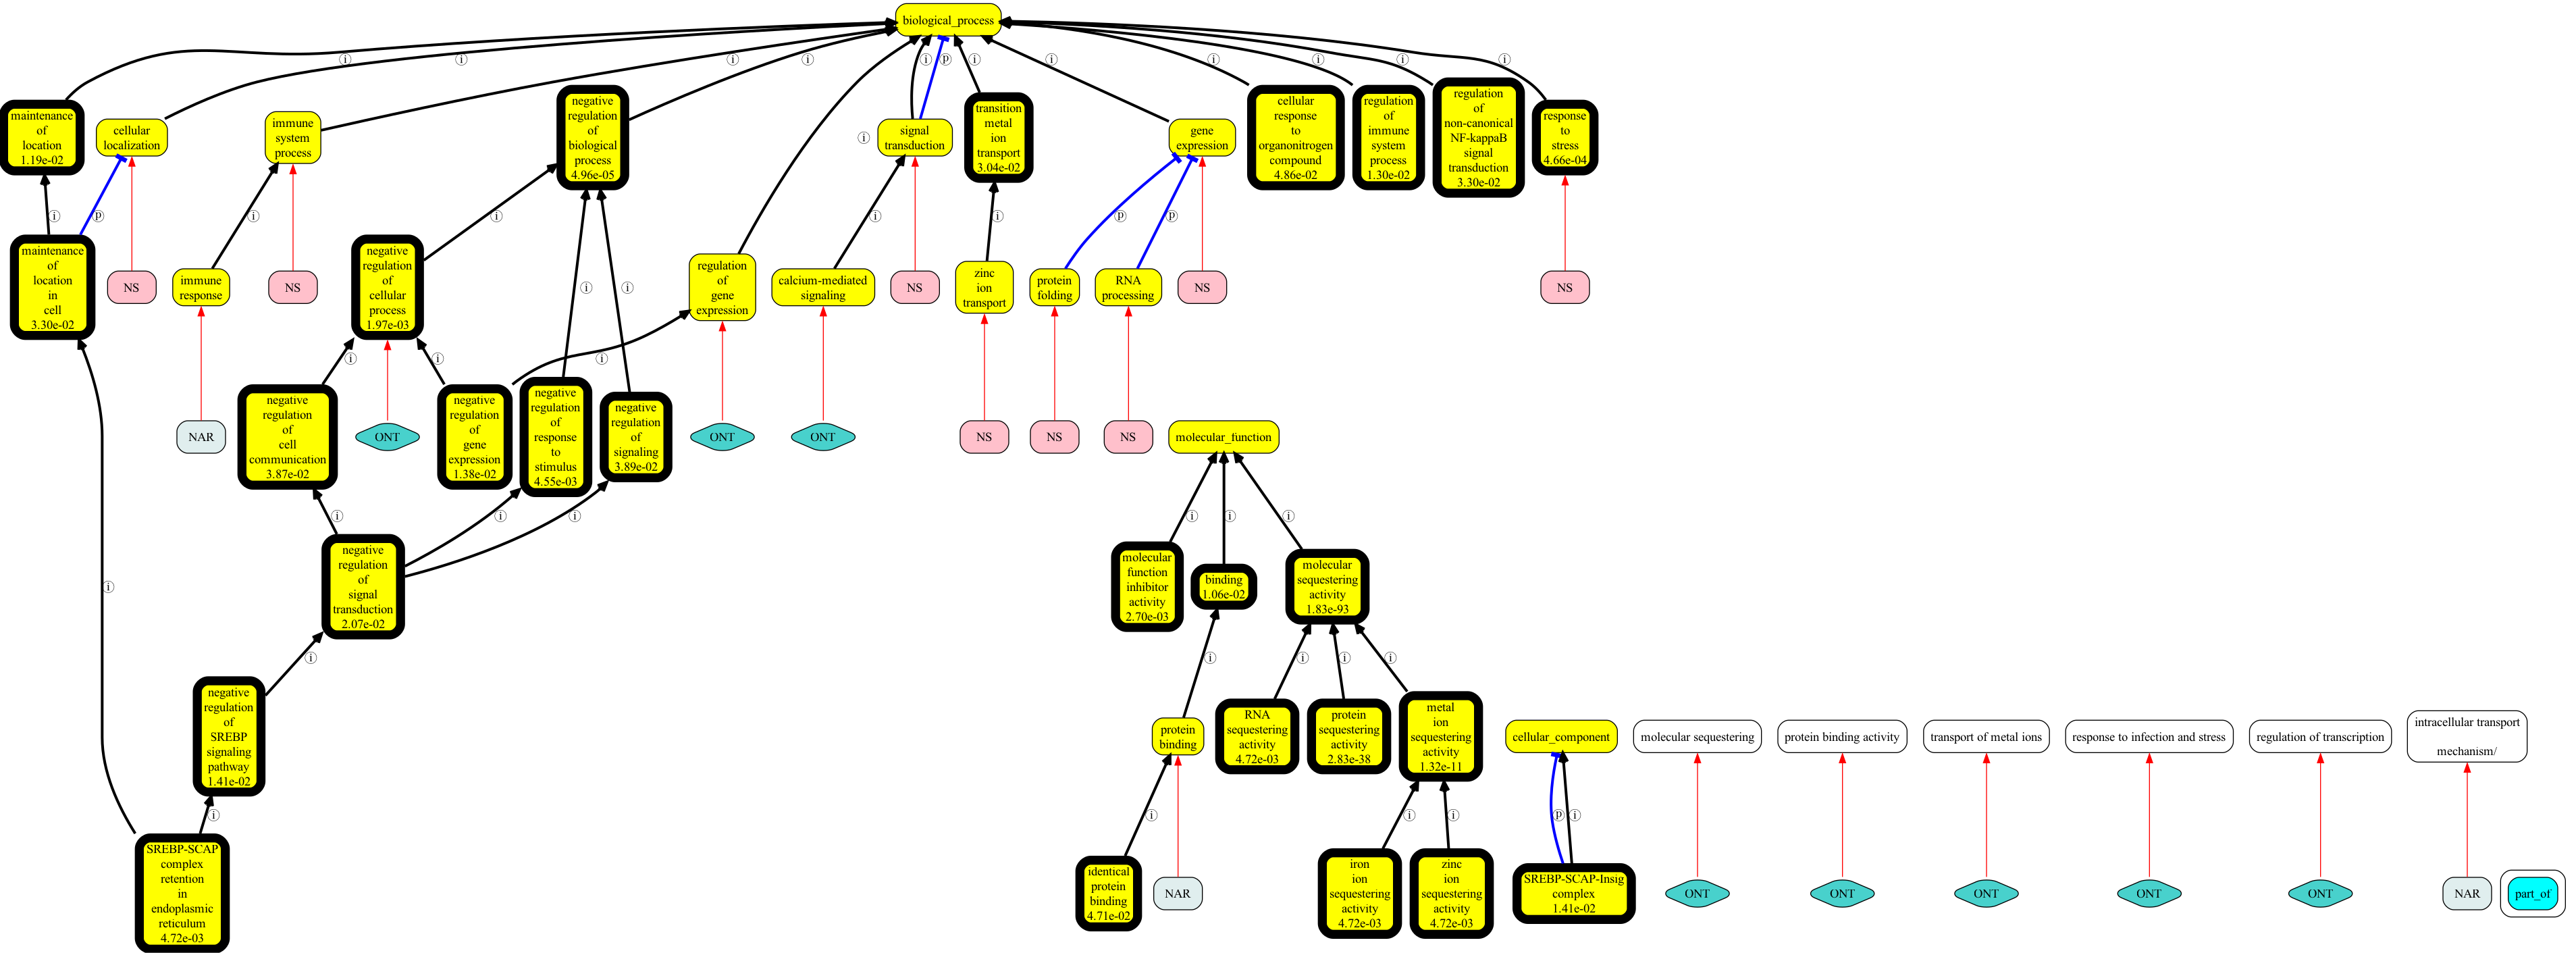 biological_process
ⓘ
ⓘ
ⓘ
ⓘ
ⓘ
ⓟ
ⓘ
ⓘ
ⓘ
ⓘ
ⓘ
ⓘ
maintenance
of
location
1.19e-02
cellular
localization
immune
system
process
negative
regulation
of
biological
process
4.96e-05
ⓘ
signal
transduction
transition
metal
ion
transport
3.04e-02
gene
expression
cellular
response
to
organonitrogen
compound
4.86e-02
regulation
of
immune
system
process
1.30e-02
regulation
of
non-canonical
NF-kappaB
signal
transduction
3.30e-02
response
to
stress
4.66e-04
ⓘ
ⓟ
ⓘ
ⓘ
ⓘ
ⓘ
ⓟ
ⓟ
maintenance
of
location
in
cell
3.30e-02
NS
immune
response
NS
negative
regulation
of
cellular
process
1.97e-03
ⓘ
ⓘ
regulation
of
gene
expression
calcium-mediated
signaling
NS
zinc
ion
transport
protein
folding
RNA
processing
NS
NS
ⓘ
ⓘ
ⓘ
NAR
negative
regulation
of
cell
communication
3.87e-02
ONT
negative
regulation
of
gene
expression
1.38e-02
negative
regulation
of
response
to
stimulus
4.55e-03
negative
regulation
of
signaling
3.89e-02
ONT
ONT
NS
NS
NS
molecular_function
ⓘ
ⓘ
ⓘ
ⓘ
ⓘ
ⓘ
ⓘ
negative
regulation
of
signal
transduction
2.07e-02
molecular
function
inhibitor
activity
2.70e-03
binding
1.06e-02
molecular
sequestering
activity
1.83e-93
ⓘ
ⓘ
ⓘ
ⓘ
ⓘ
negative
regulation
of
SREBP
signaling
pathway
1.41e-02
protein
binding
RNA
sequestering
activity
4.72e-03
protein
sequestering
activity
2.83e-38
metal
ion
sequestering
activity
1.32e-11
cellular_component
molecular sequestering
protein binding activity
transport of metal ions
response to infection and stress
regulation of transcription
intracellular transport
mechanism/
ⓘ
ⓘ
ⓘ
ⓘ
ⓟ
ⓘ
SREBP-SCAP
complex
retention
in
endoplasmic
reticulum
4.72e-03
identical
protein
binding
4.71e-02
NAR
iron
ion
sequestering
activity
4.72e-03
zinc
ion
sequestering
activity
4.72e-03
SREBP-SCAP-Insig
complex
1.41e-02
ONT
ONT
ONT
ONT
ONT
NAR
part_of